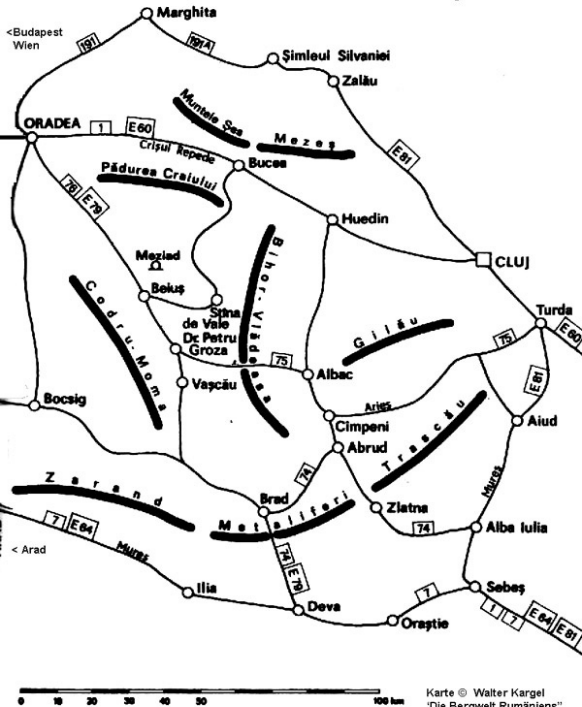 Marghita
<Budapest
Wien
191
191A
Şimleul Silvaniei
Zalău
Muntele Şes
Mezeş
ORADEA
1
E60
Crişul Repede
Bucea
E81
Pădurea Craiului
76
E79
Huedin
CLUJ
Meziad
Beiuş
Bihor-Vlădeasa
Stîna
de Vale
Turda
E60
Codru-Moma
Dr. Petru
Groza
Gilău
75
75
Vaşcău
Albac
E81
Bocsig
Arieş
Cîmpeni
Aiud
Abrud
Trascău
Mureş
Zarand
74
Brad
Zlatna
Metaliferi
74
Alba Iulia
7
E64
< Arad
Mureş
74
E79
Ilia
7
Sebeş
Deva
Oraştie
1
7
E64
E81
0 10 20 30 40 50 60 100 km
Karte © Walter Kargel
"Die Bergwelt Rumäniens"